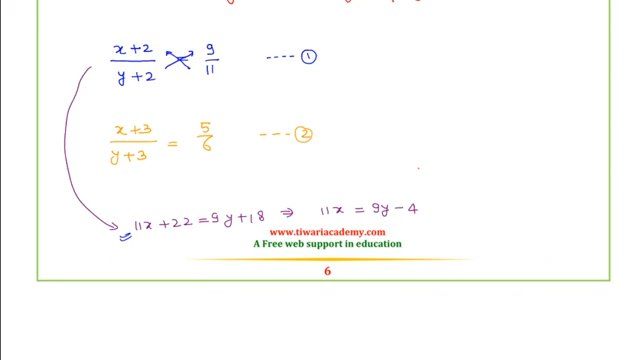 x+2 / y+2 = 9 / 11 ---- ①
x+3 / y+3 = 5 / 6 --- ②
11x + 22 = 9y + 18 ⇒ 11x = 9y - 4
www.tiwariacademy.com
A Free web support in education
6